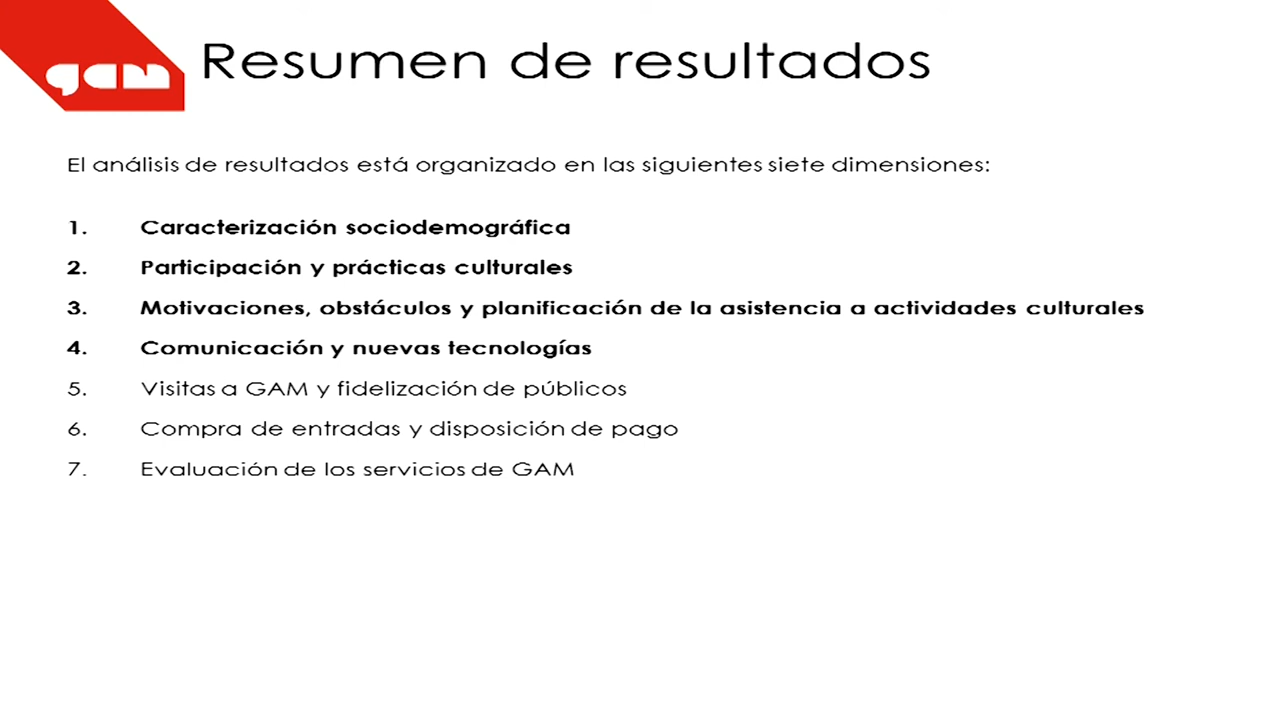 gam
Resumen de resultados
El análisis de resultados está organizado en las siguientes siete dimensiones:
1. Caracterización sociodemográfica
2. Participación y prácticas culturales
3. Motivaciones, obstáculos y planificación de la asistencia a actividades culturales
4. Comunicación y nuevas tecnologías
5. Visitas a GAM y fidelización de públicos
6. Compra de entradas y disposición de pago
7. Evaluación de los servicios de GAM